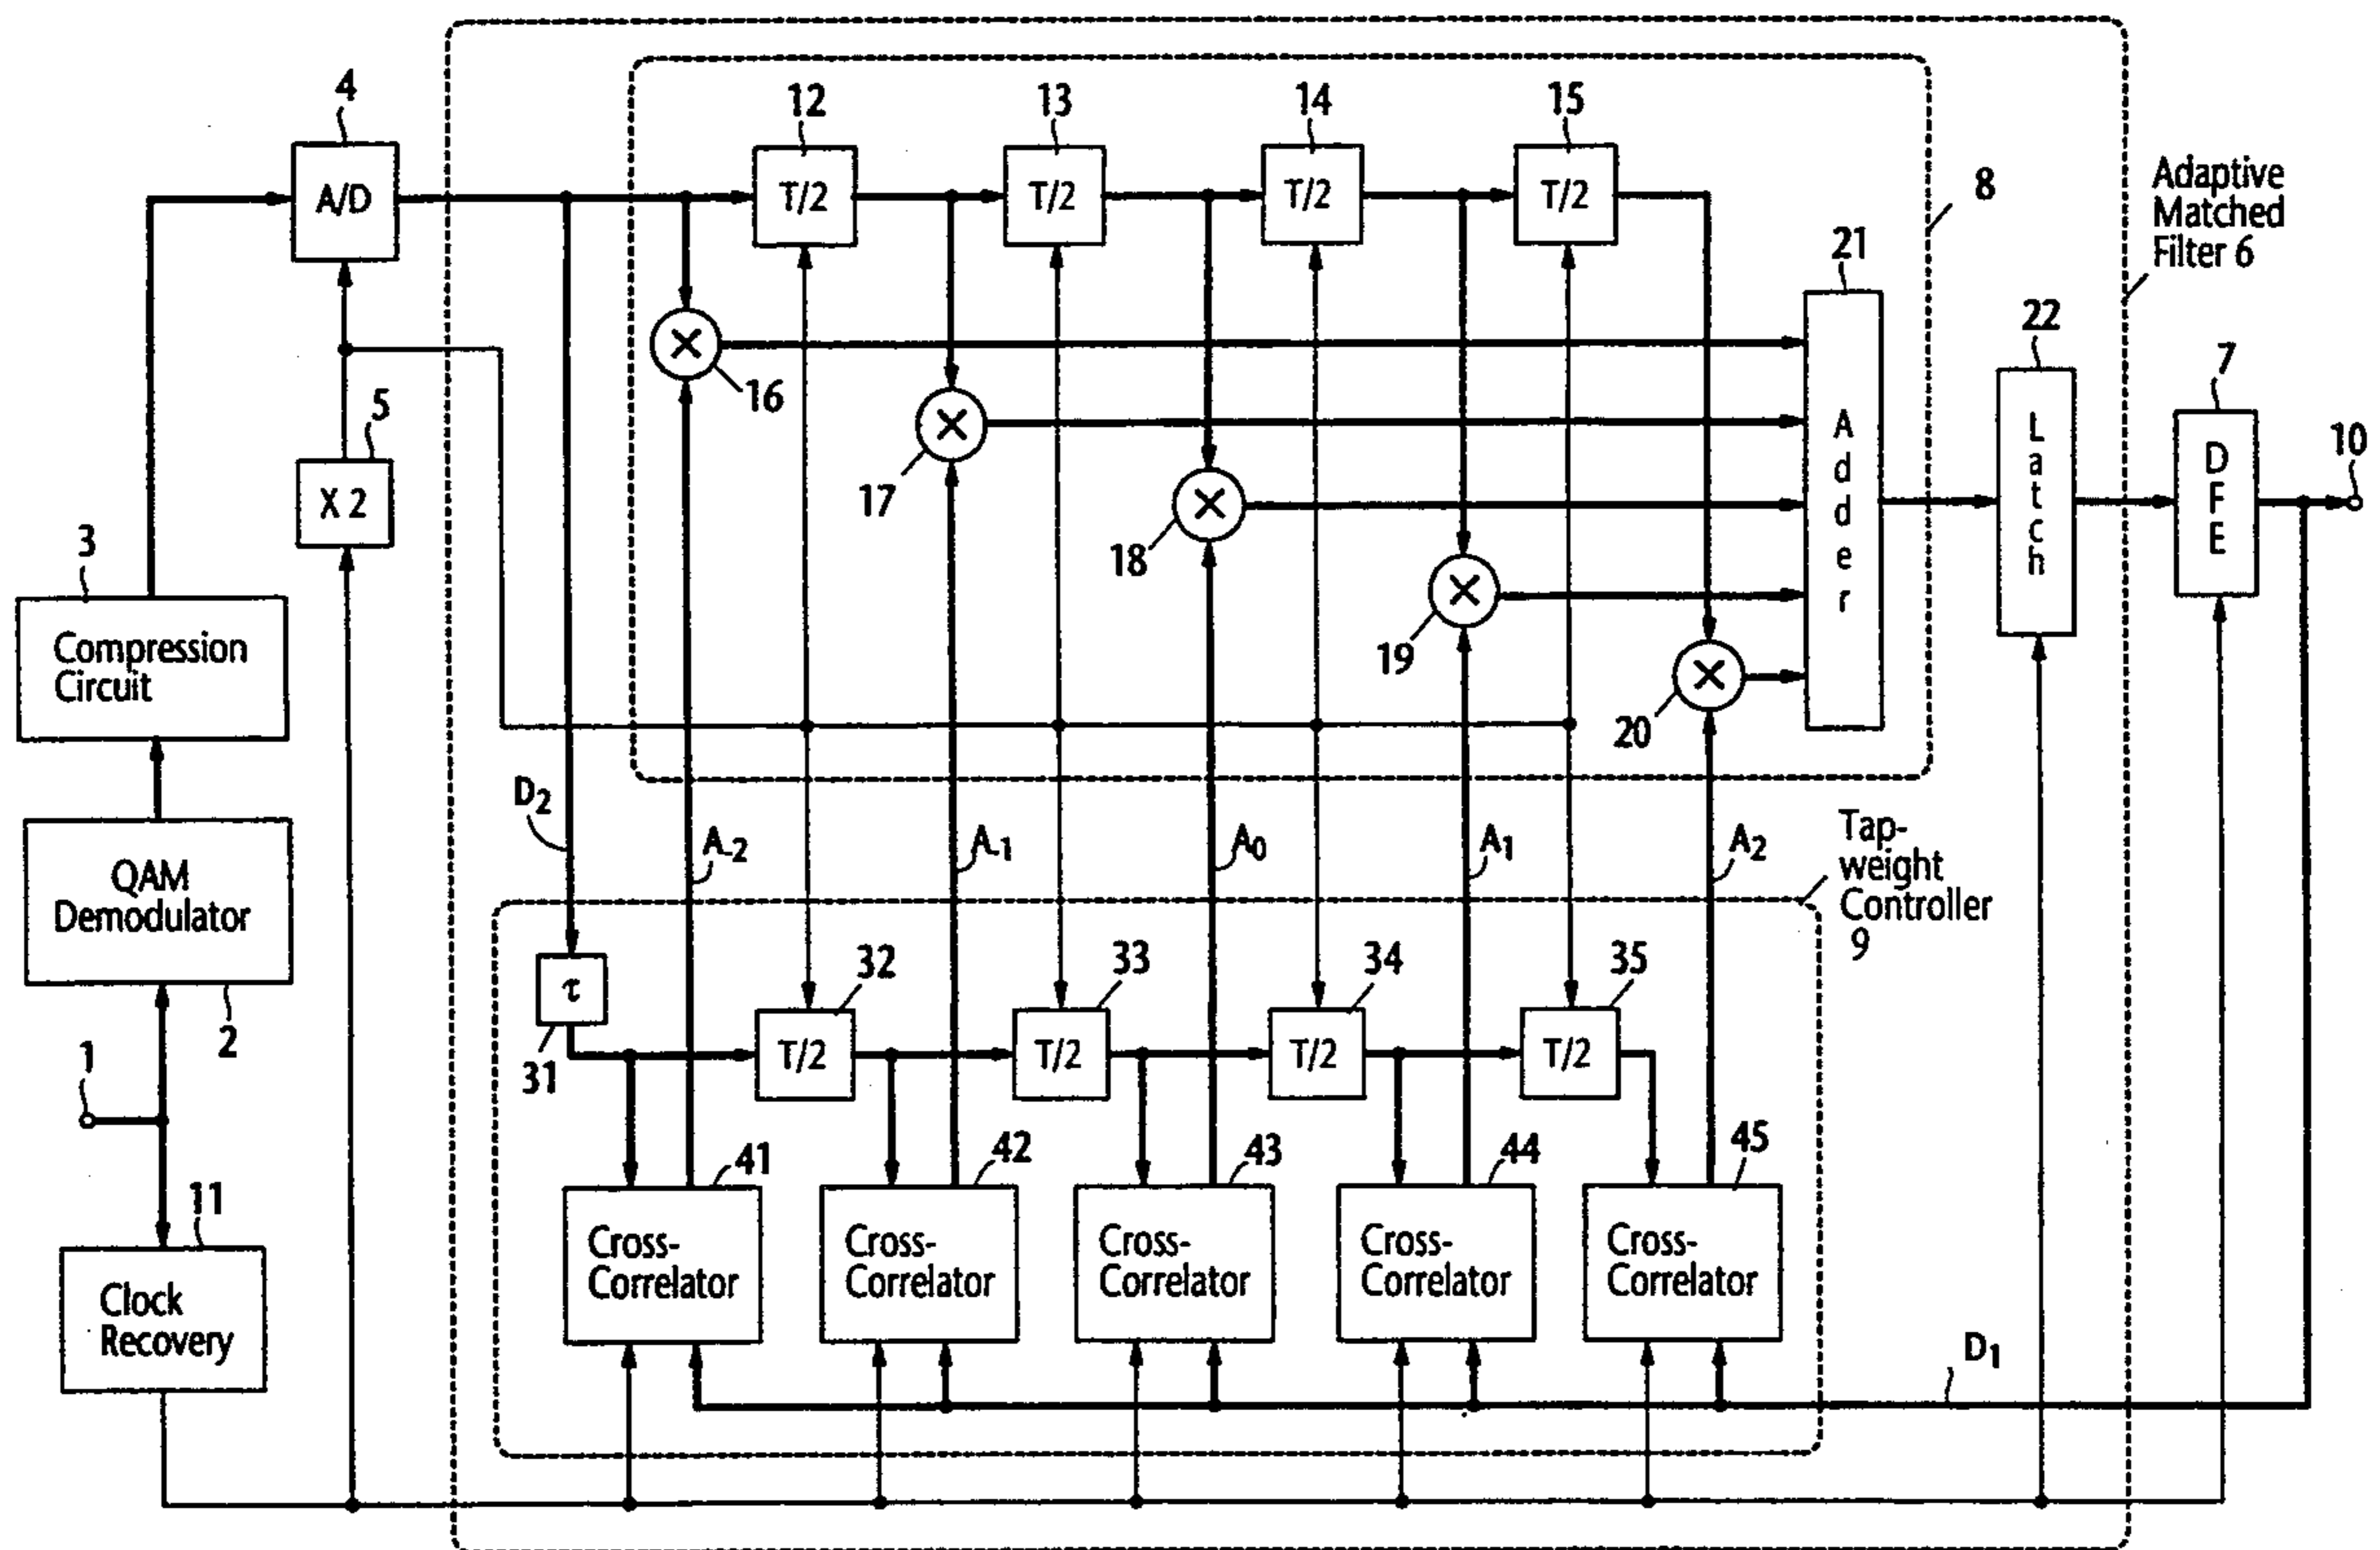 4
12
13
14
15
A/D
T/2
T/2
T/2
T/2
8
Adaptive
Matched
Filter 6
21
16
22
7
5
X 2
17
Adder
Latch
DFE
10
3
18
Compression
Circuit
19
20
D2
A-2
A-1
A0
A1
A2
Tap-
weight
Controller
9
QAM
Demodulator
2
τ
31
32
33
34
35
T/2
T/2
T/2
T/2
1
11
41
42
43
44
45
Cross-
Correlator
Cross-
Correlator
Cross-
Correlator
Cross-
Correlator
Cross-
Correlator
Clock
Recovery
D1